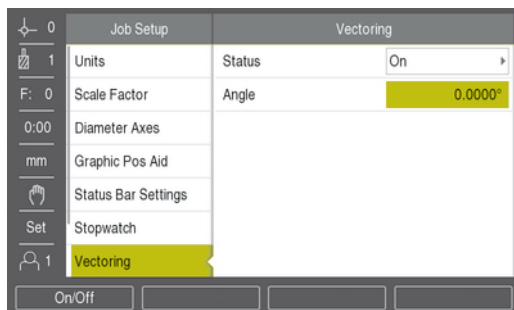 0
Job Setup
Vectoring
1
Units
Status
On
F: 0
Scale Factor
Angle
0.0000°
0:00
Diameter Axes
mm
Graphic Pos Aid
Status Bar Settings
Set
Stopwatch
1
Vectoring
On/Off